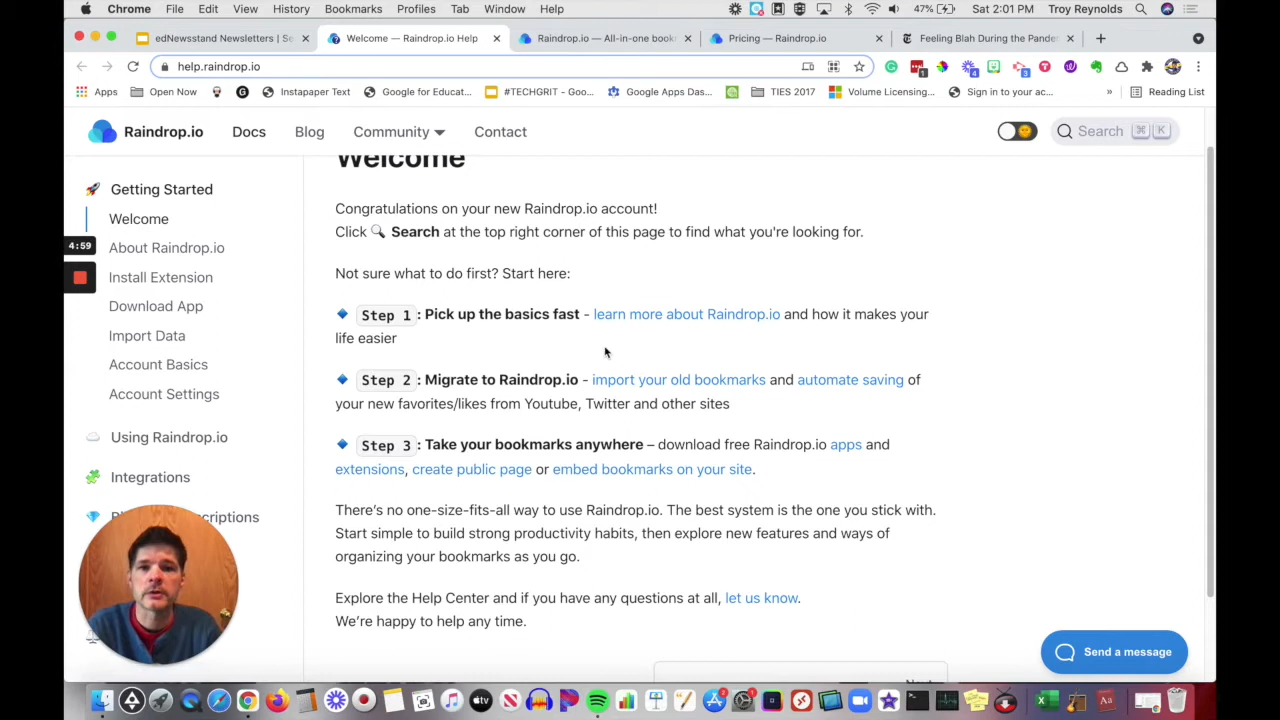 Chrome File Edit View History Bookmarks Profiles Tab Window Help 47% Sat 2:01 PM Troy Reynolds
edNewsstand Newsletters | Se Welcome — Raindrop.io Help Raindrop.io — All-in-one book Pricing — Raindrop.io Feeling Blah During the Pande
help.raindrop.io
Apps Open Now Instapaper Text Google for Educat... #TECHGRIT - Goo... Google Apps Das... TIES 2017 Volume Licensing... Sign in to your ac... » Reading List
Raindrop.io Docs Blog Community Contact Search ⌘ K
Welcome
Getting Started
Welcome
About Raindrop.io
Install Extension
Download App
Import Data
Account Basics
Account Settings
Using Raindrop.io
Integrations
criptions
4:59
Congratulations on your new Raindrop.io account!
Click 🔍 Search at the top right corner of this page to find what you're looking for.
Not sure what to do first? Start here:
Step 1 : Pick up the basics fast - learn more about Raindrop.io and how it makes your
life easier
Step 2 : Migrate to Raindrop.io - import your old bookmarks and automate saving of
your new favorites/likes from Youtube, Twitter and other sites
Step 3 : Take your bookmarks anywhere – download free Raindrop.io apps and
extensions, create public page or embed bookmarks on your site.
There's no one-size-fits-all way to use Raindrop.io. The best system is the one you stick with.
Start simple to build strong productivity habits, then explore new features and ways of
organizing your bookmarks as you go.
Explore the Help Center and if you have any questions at all, let us know.
We're happy to help any time.
Send a message